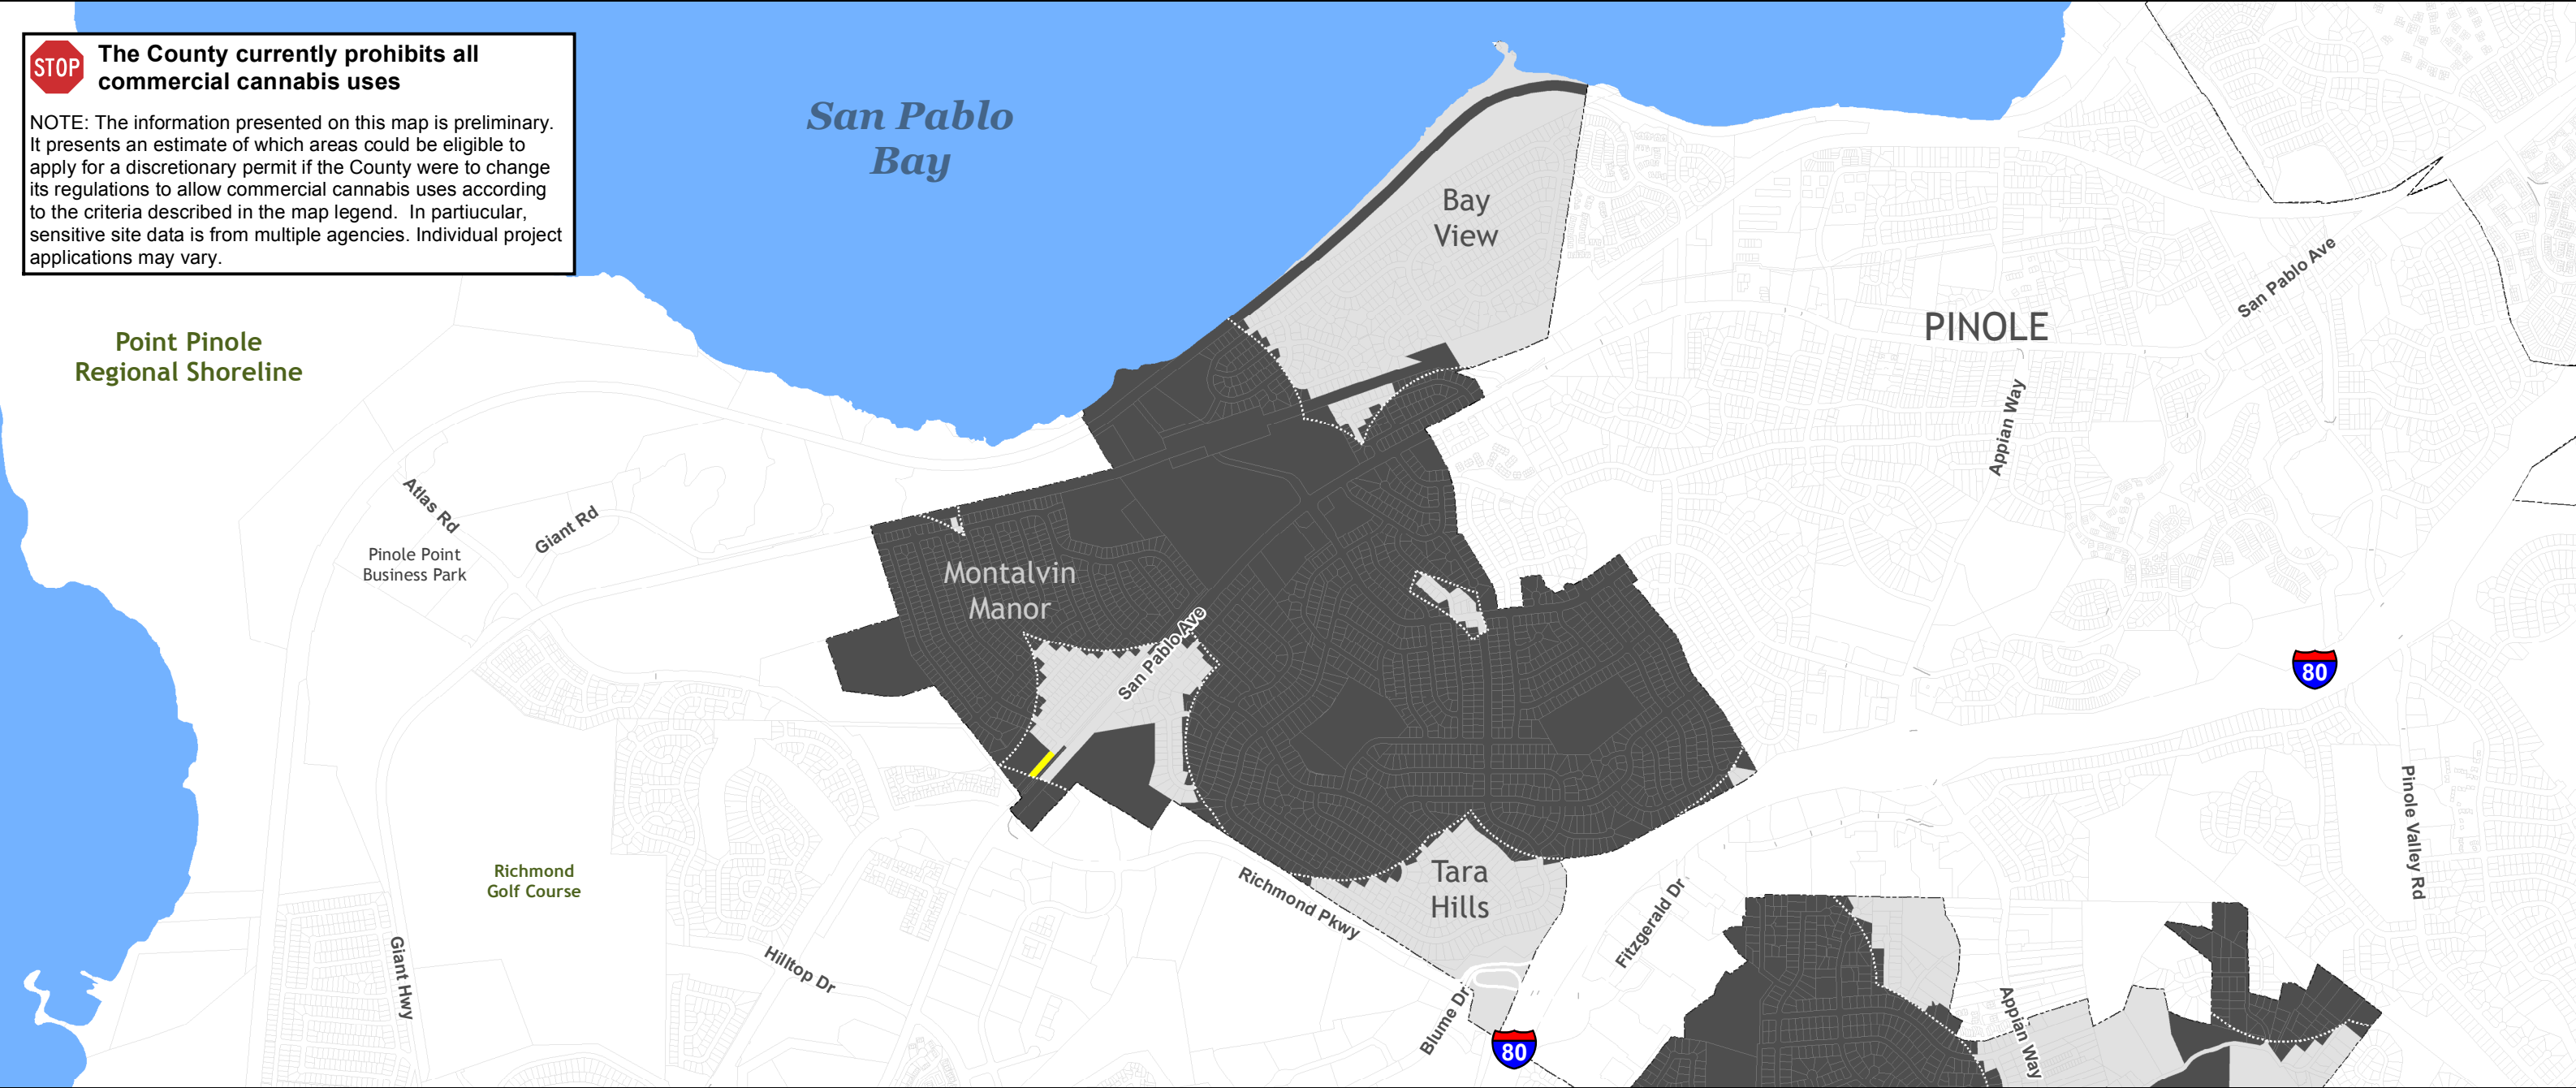 STOP
The County currently prohibits all
commercial cannabis uses
NOTE: The information presented on this map is preliminary.
It presents an estimate of which areas could be eligible to
apply for a discretionary permit if the County were to change
its regulations to allow commercial cannabis uses according
to the criteria described in the map legend.  In partiucular,
sensitive site data is from multiple agencies. Individual project
applications may vary.
San Pablo
Bay
Bay
View
San Pablo Ave
PINOLE
Point Pinole
Regional Shoreline
Appian Way
Atlas Rd
Giant Rd
Pinole Point
Business Park
Montalvin
Manor
San Pablo Ave
80
Pinole Valley Rd
Richmond
Golf Course
Tara
Hills
Richmond Pkwy
Fitzgerald Dr
Giant Hwy
Hilltop Dr
Blume Dr
Appian Way
80